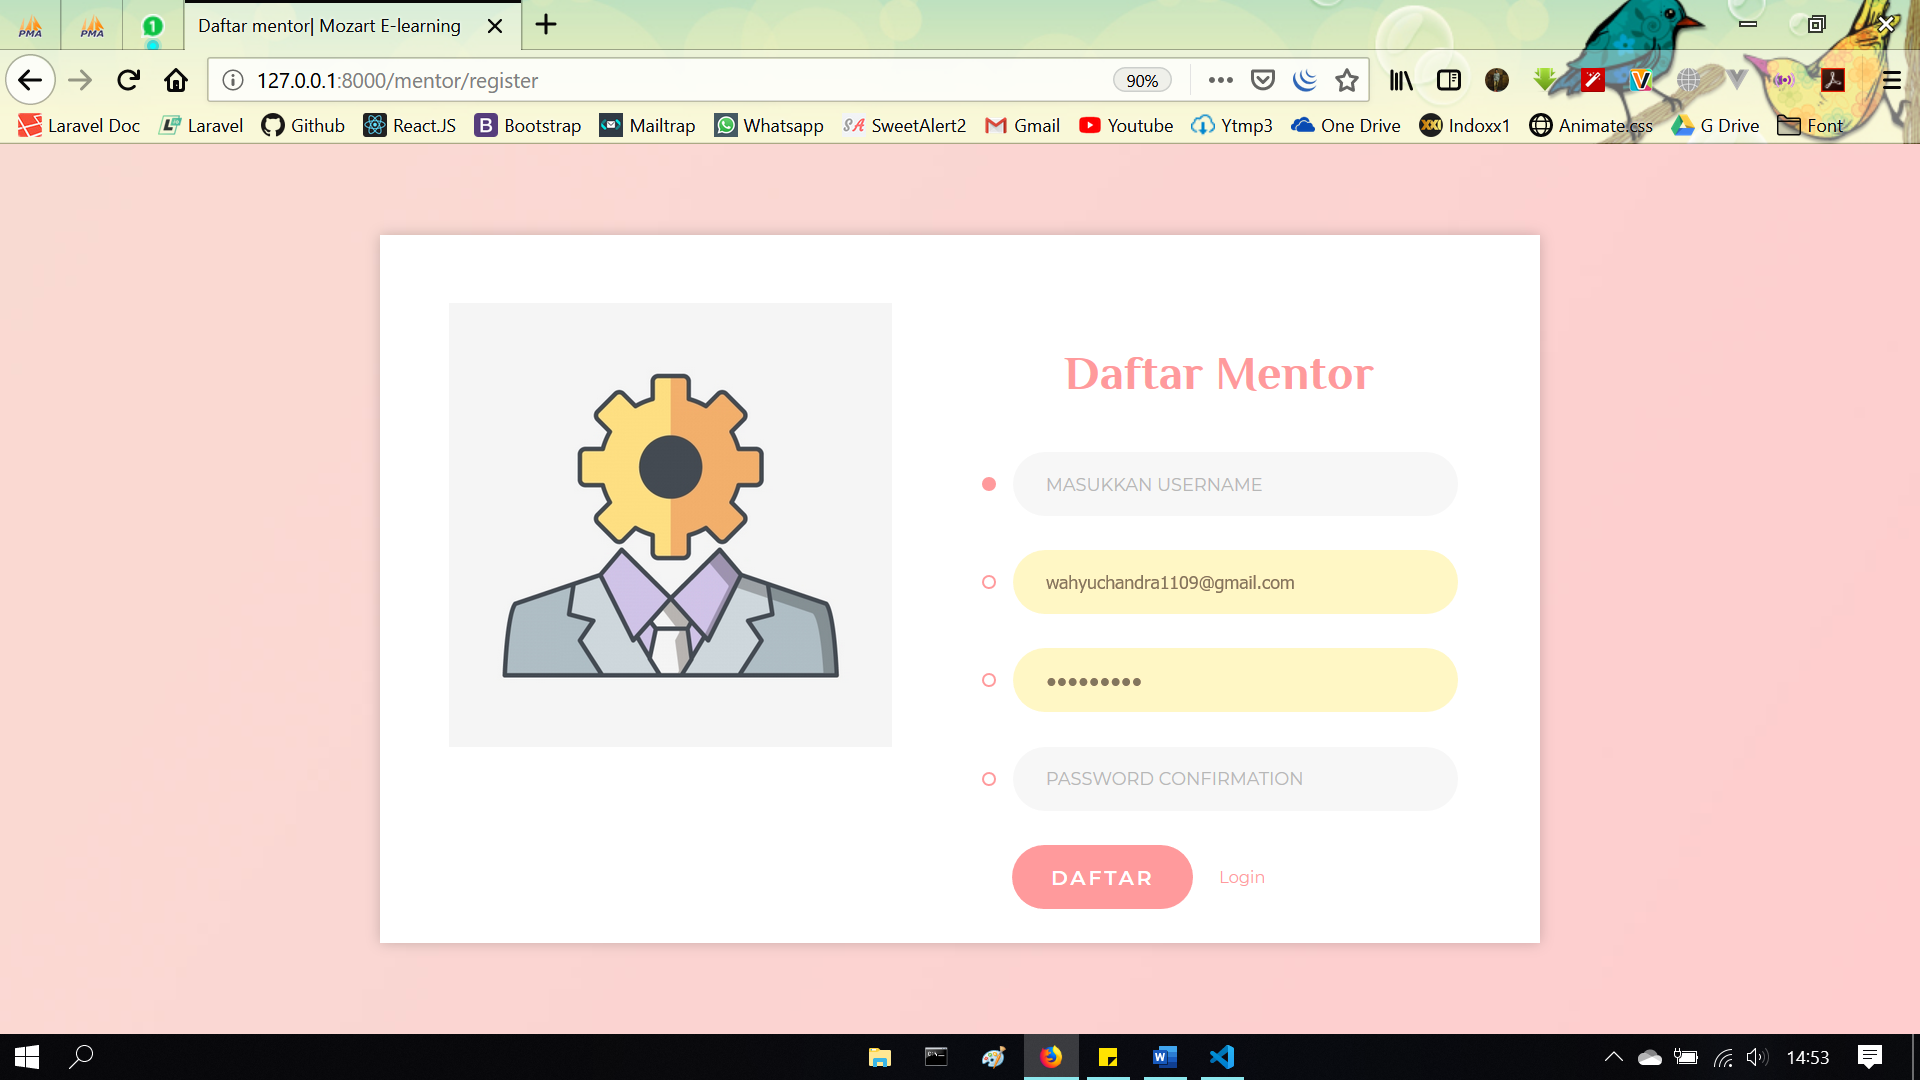 PMA
PMA
1
Daftar mentor| Mozart E-learning
127.0.0.1:8000/mentor/register
90%
Laravel Doc Laravel Github React.JS Bootstrap Mailtrap Whatsapp SweetAlert2 Gmail Youtube Ytmp3 One Drive Indoxx1 Animate.css G Drive Font
Daftar Mentor
MASUKKAN USERNAME
wahyuchandra1109@gmail.com
PASSWORD CONFIRMATION
DAFTAR Login
14:53